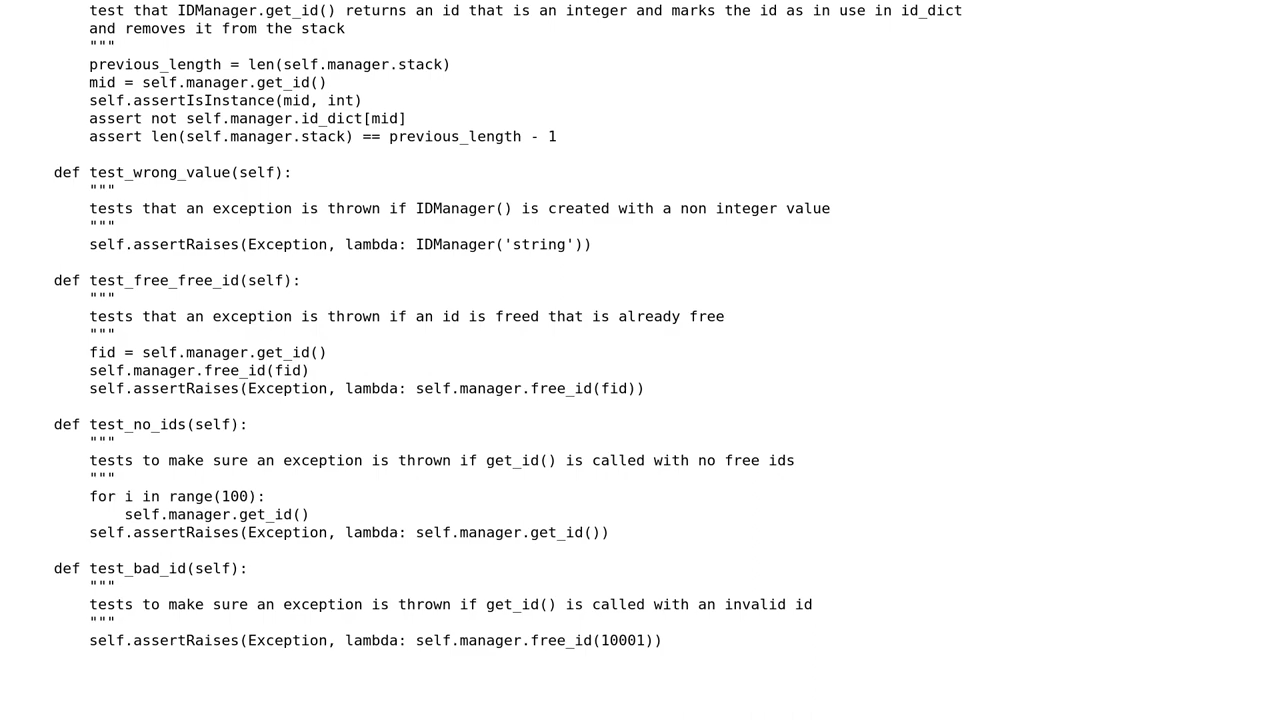 test that IDManager.get_id() returns an id that is an integer and marks the id as in use in id_dict
and removes it from the stack
"""
previous_length = len(self.manager.stack)
mid = self.manager.get_id()
self.assertIsInstance(mid, int)
assert not self.manager.id_dict[mid]
assert len(self.manager.stack) == previous_length - 1
def test_wrong_value(self):
"""
tests that an exception is thrown if IDManager() is created with a non integer value
"""
self.assertRaises(Exception, lambda: IDManager('string'))
def test_free_free_id(self):
"""
tests that an exception is thrown if an id is freed that is already free
"""
fid = self.manager.get_id()
self.manager.free_id(fid)
self.assertRaises(Exception, lambda: self.manager.free_id(fid))
def test_no_ids(self):
"""
tests to make sure an exception is thrown if get_id() is called with no free ids
"""
for i in range(100):
self.manager.get_id()
self.assertRaises(Exception, lambda: self.manager.get_id())
def test_bad_id(self):
"""
tests to make sure an exception is thrown if get_id() is called with an invalid id
"""
self.assertRaises(Exception, lambda: self.manager.free_id(10001))